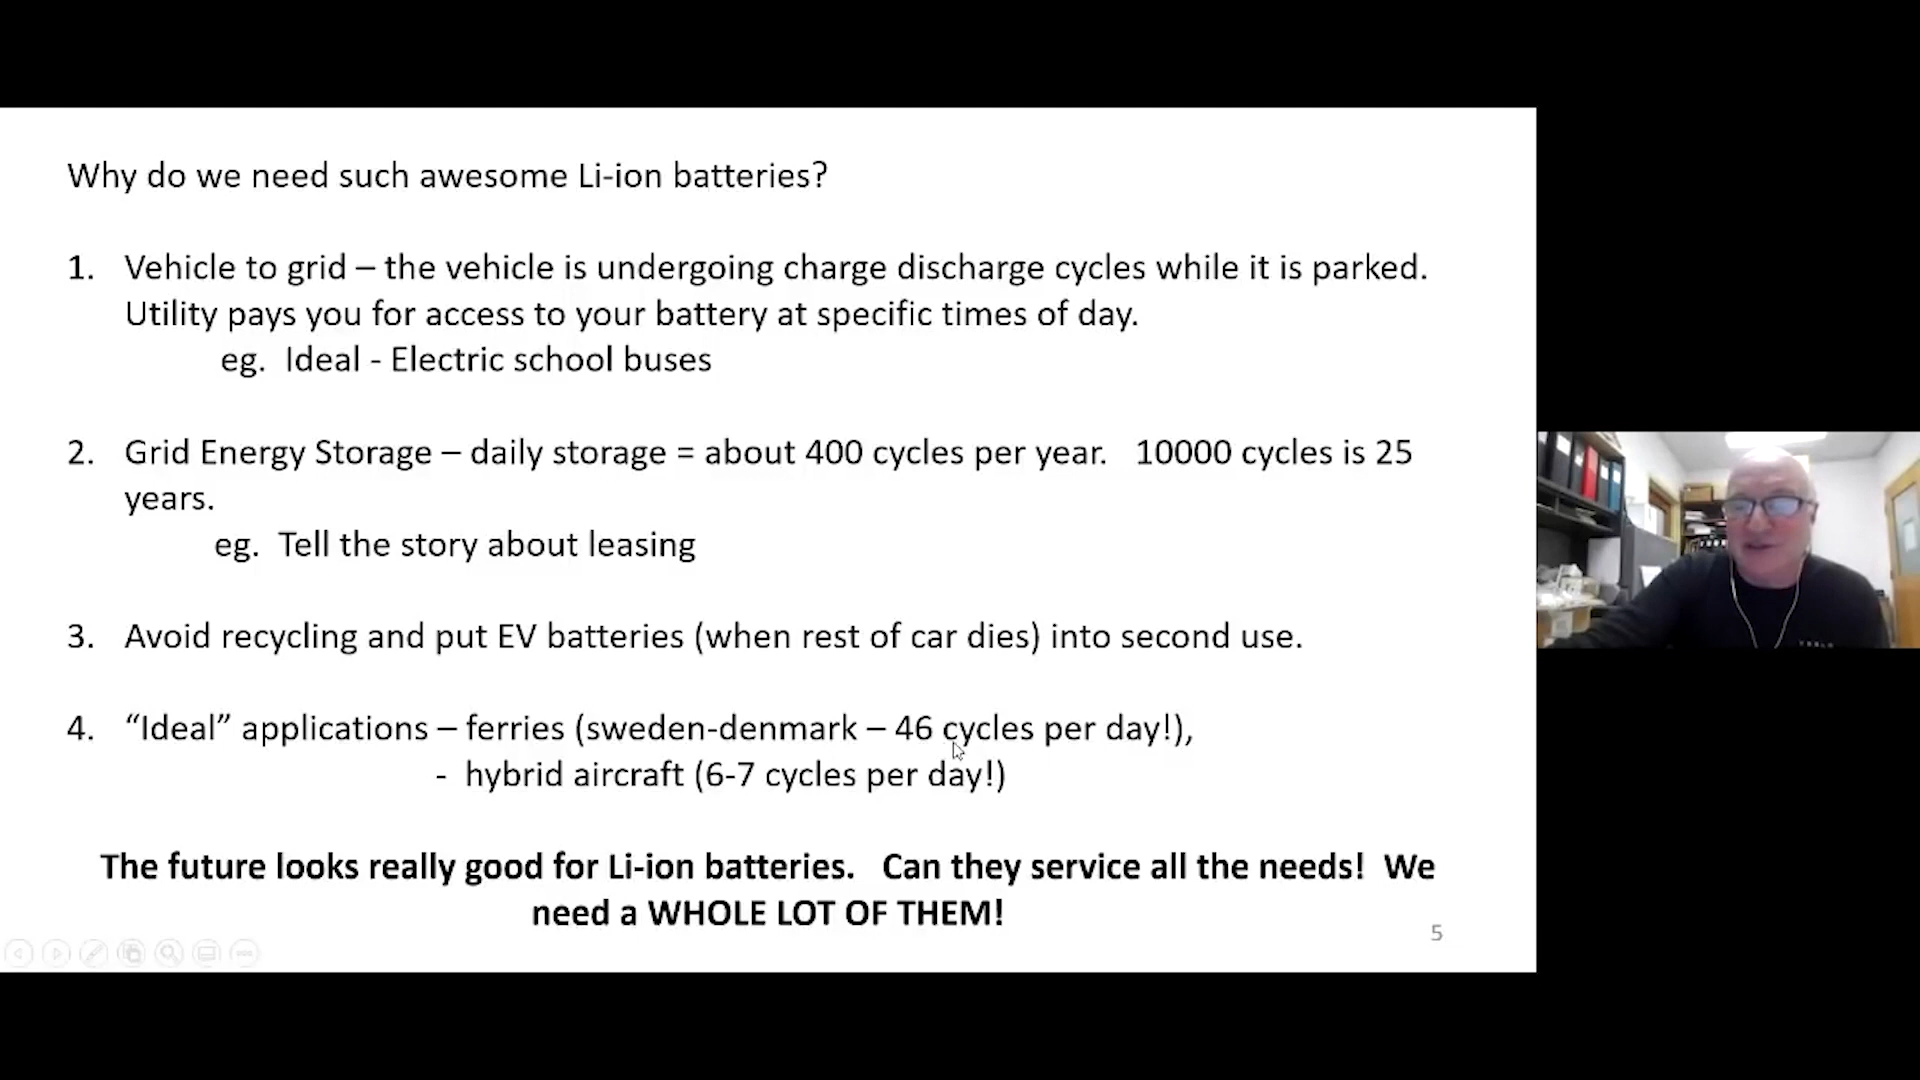 Why do we need such awesome Li-ion batteries?
1. Vehicle to grid – the vehicle is undergoing charge discharge cycles while it is parked.
Utility pays you for access to your battery at specific times of day.
eg. Ideal - Electric school buses
2. Grid Energy Storage – daily storage = about 400 cycles per year. 10000 cycles is 25
years.
eg. Tell the story about leasing
3. Avoid recycling and put EV batteries (when rest of car dies) into second use.
4. “Ideal” applications – ferries (sweden-denmark – 46 cycles per day!),
- hybrid aircraft (6-7 cycles per day!)
The future looks really good for Li-ion batteries. Can they service all the needs! We
need a WHOLE LOT OF THEM!
5